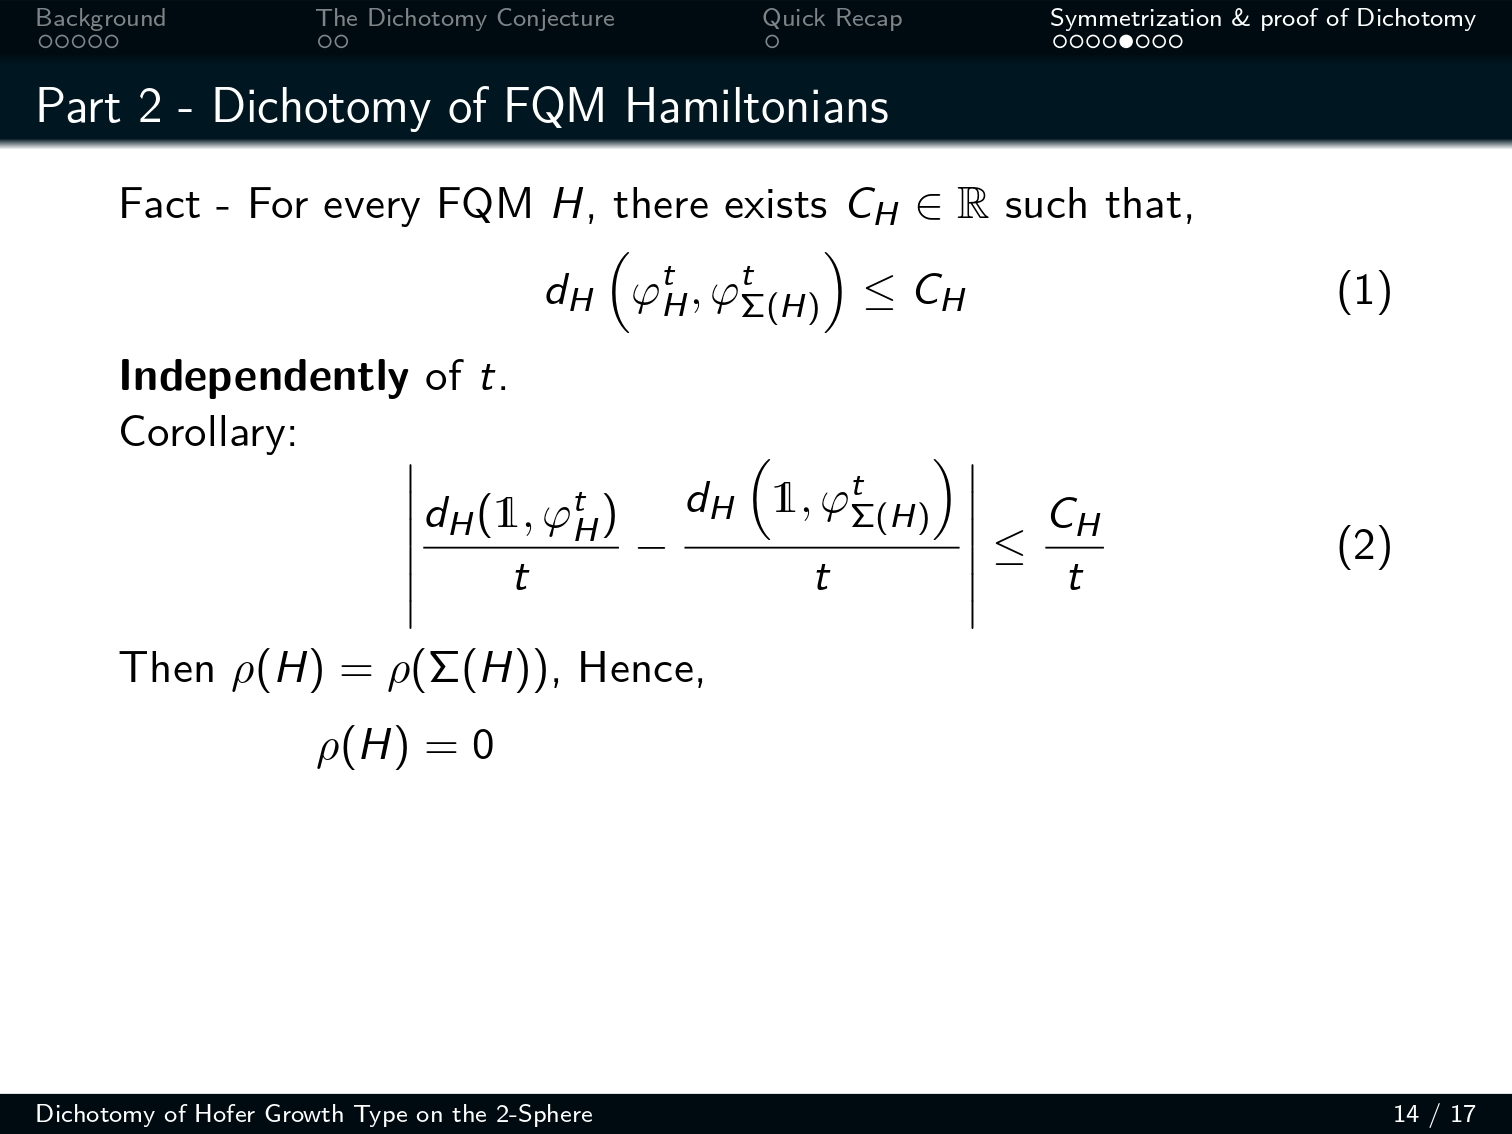 Background The Dichotomy Conjecture Quick Recap Symmetrization & proof of Dichotomy
Part 2 - Dichotomy of FQM Hamiltonians
Fact - For every FQM H, there exists C_H ∈ ℝ such that,
d_H (φ^t_H, φ^t_{Σ(H)}) ≤ C_H (1)
Independently of t.
Corollary:
| d_H(𝟙, φ^t_H) / t − d_H (𝟙, φ^t_{Σ(H)}) / t | ≤ C_H / t (2)
Then ρ(H) = ρ(Σ(H)), Hence,
ρ(H) = 0
Dichotomy of Hofer Growth Type on the 2-Sphere 14 / 17